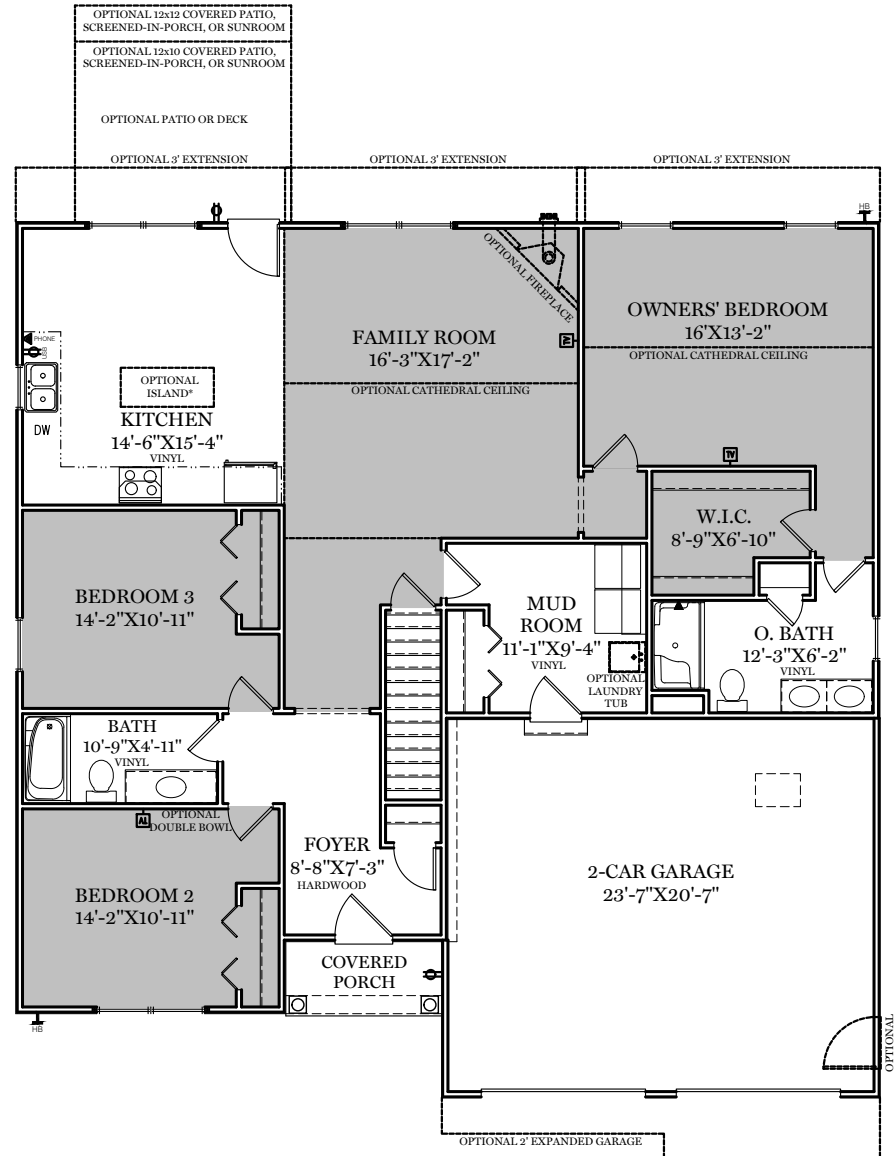 OPTIONAL 12x12 COVERED PATIO,
SCREENED-IN-PORCH, OR SUNROOM
OPTIONAL 12x10 COVERED PATIO,
SCREENED-IN-PORCH, OR SUNROOM
OPTIONAL PATIO OR DECK
OPTIONAL 3' EXTENSION
OPTIONAL 3' EXTENSION
OPTIONAL 3' EXTENSION
HB
OPTIONAL FIREPLACE
OWNERS' BEDROOM
16'X13'-2"
OPTIONAL CATHEDRAL CEILING
FAMILY ROOM
16'-3"X17'-2"
OPTIONAL CATHEDRAL CEILING
TV
PHONE
USB
OPTIONAL
ISLAND*
DW
KITCHEN
14'-6"X15'-4"
VINYL
TV
W.I.C.
8'-9"X6'-10"
BEDROOM 3
14'-2"X10'-11"
MUD
ROOM
11'-1"X9'-4"
VINYL
OPTIONAL
LAUNDRY
TUB
O. BATH
12'-3"X6'-2"
VINYL
BATH
10'-9"X4'-11"
VINYL
TV
OPTIONAL
DOUBLE BOWL
FOYER
8'-8"X7'-3"
HARDWOOD
2-CAR GARAGE
23'-7"X20'-7"
BEDROOM 2
14'-2"X10'-11"
COVERED
PORCH
HB
OPTIONAL
OPTIONAL 2' EXPANDED GARAGE